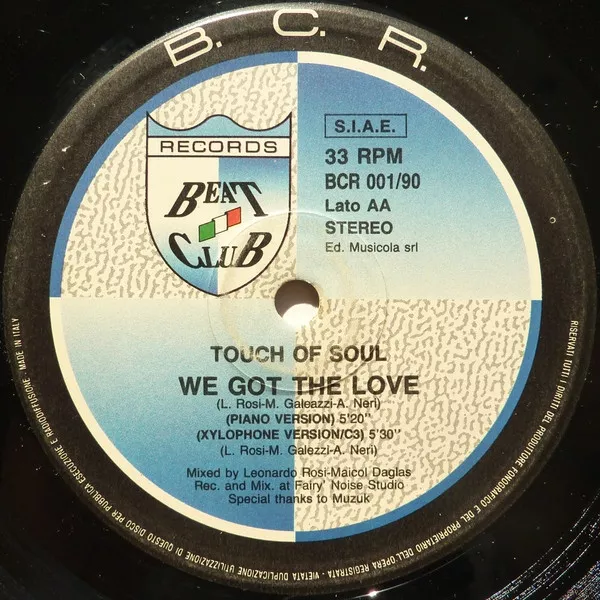 B. C. R.
RECORDS
BEAT
CLUB
S.I.A.E.
33 RPM
BCR 001/90
Lato AA
STEREO
Ed. Musicola srl
TOUCH OF SOUL
WE GOT THE LOVE
(L. Rosi-M. Galeazzi-A. Neri)
(PIANO VERSION) 5'20"
(XYLOPHONE VERSION/C3) 5'30"
(L. Rosi-M. Galezzi-A. Neri)
Mixed by Leonardo Rosi-Maicol Daglas
Rec. and Mix. at Fairy' Noise Studio
Special thanks to Muzuk
RISERVATI TUTTI I DIRITTI DEL PRODUTTORE FONOGRAFICO E DEL PROPRIETARIO DELL'OPERA REGISTRATA - VIETATA DUPLICAZIONE UTILIZZAZIONE DI QUESTO DISCO PER PUBBLICA ESECUZIONE E RADIODIFFUSIONE. MADE IN ITALY